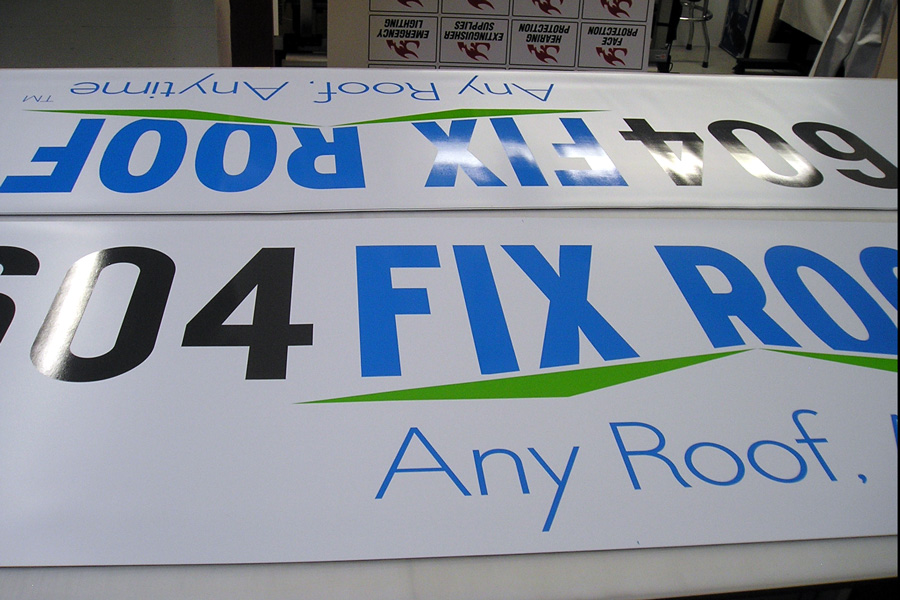 EMERGENCY LIGHTING
EXTINGUISHER SUPPLIES
HEARING PROTECTION
FACE PROTECTION
604 FIX ROOF
Any Roof. Anytime ™
604 FIX ROO
Any Roof.